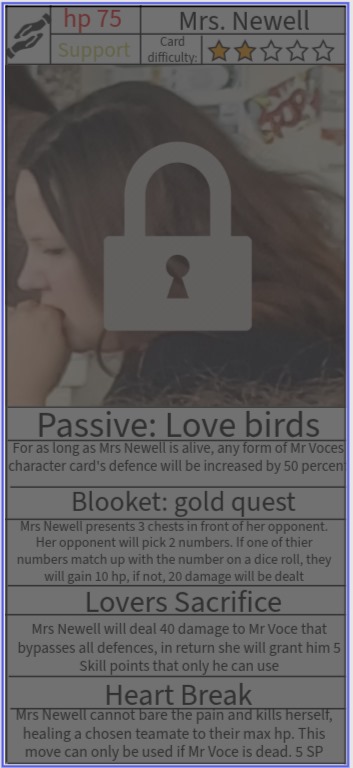 hp 75
Mrs. Newell
Support
Card
difficulty:
Passive: Love birds
For as long as Mrs Newell is alive, any form of Mr Voces
character card's defence will be increased by 50 percen
Blooket: gold quest
Mrs Newell presents 3 chests in front of her opponent.
Her opponent will pick 2 numbers. If one of thier
numbers match up with the number on a dice roll, they
will gain 10 hp, if not, 20 damage will be dealt
Lovers Sacrifice
Mrs Newell will deal 40 damage to Mr Voce that
bypasses all defences, in return she will grant him 5
Skill points that only he can use
Heart Break
Mrs Newell cannot bare the pain and kills herself,
healing a chosen teamate to their max hp. This
move can only be used if Mr Voce is dead. 5 SP